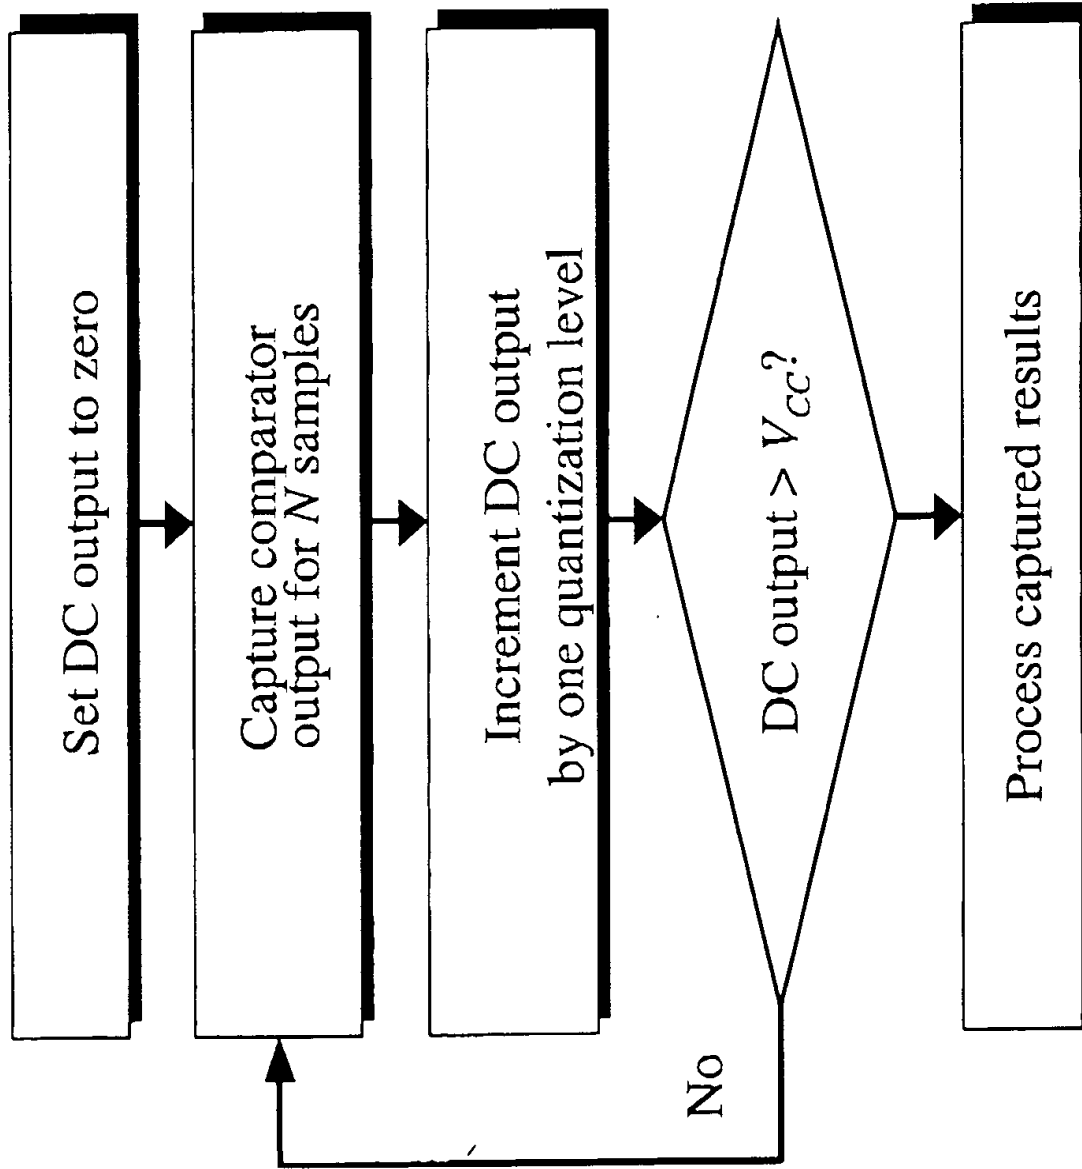 Set DC output to zero
Capture comparator
output for N samples
Increment DC output
by one quantization level
DC output > VCC?
No
Process captured results